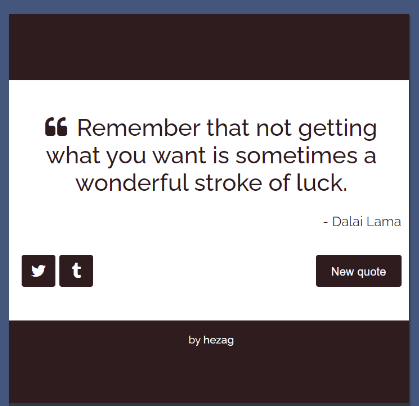 Remember that not getting
what you want is sometimes a
wonderful stroke of luck.
- Dalai Lama
New quote
by hezag